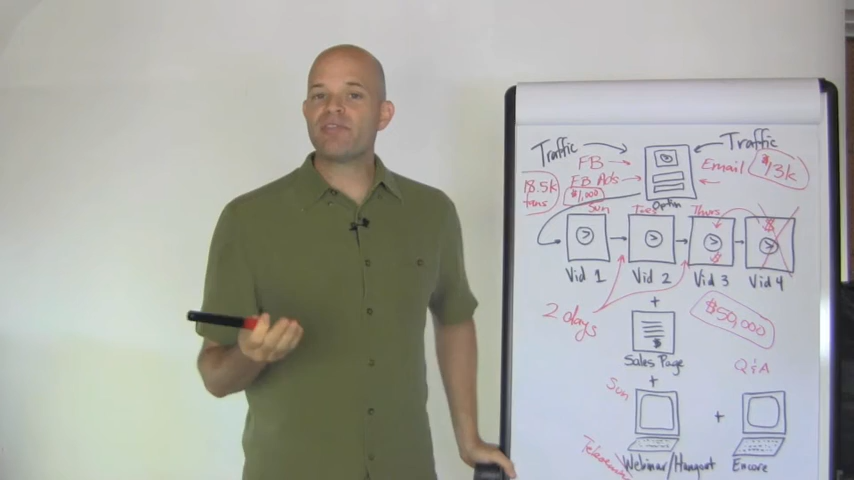 Traffic
Traffic
FB
Email
$13k
18.5k
fans
FB Ads
$1,000
Optin
Sun
Tues
Thurs
$
$
Vid 1
Vid 2
Vid 3
Vid 4
+
2 days
$50,000
$
Sales Page
Q&A
+
Sun
+
Webinar/Hangout
Encore